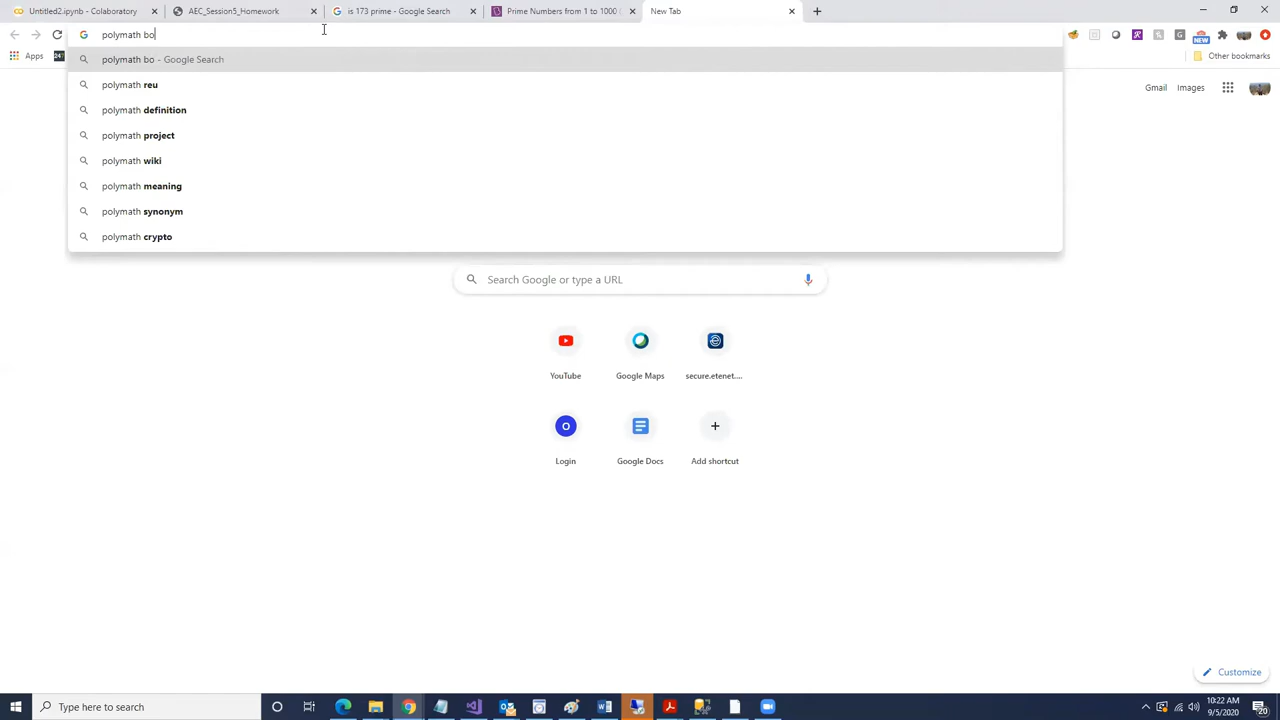 Untitled2.ipynb - Colaboratory
AEC_Session5_Homework
is 173 prime - Google Search
Prime Numbers from 1 to 1000 (
New Tab
polymath bo
NEW
Apps
Other bookmarks
polymath bo - Google Search
polymath reu
polymath definition
polymath project
polymath wiki
polymath meaning
polymath synonym
polymath crypto
Gmail
Images
Search Google or type a URL
YouTube
Google Maps
secure.etenet....
O
Login
Google Docs
Add shortcut
Customize
Type here to search
10:22 AM
9/5/2020
20